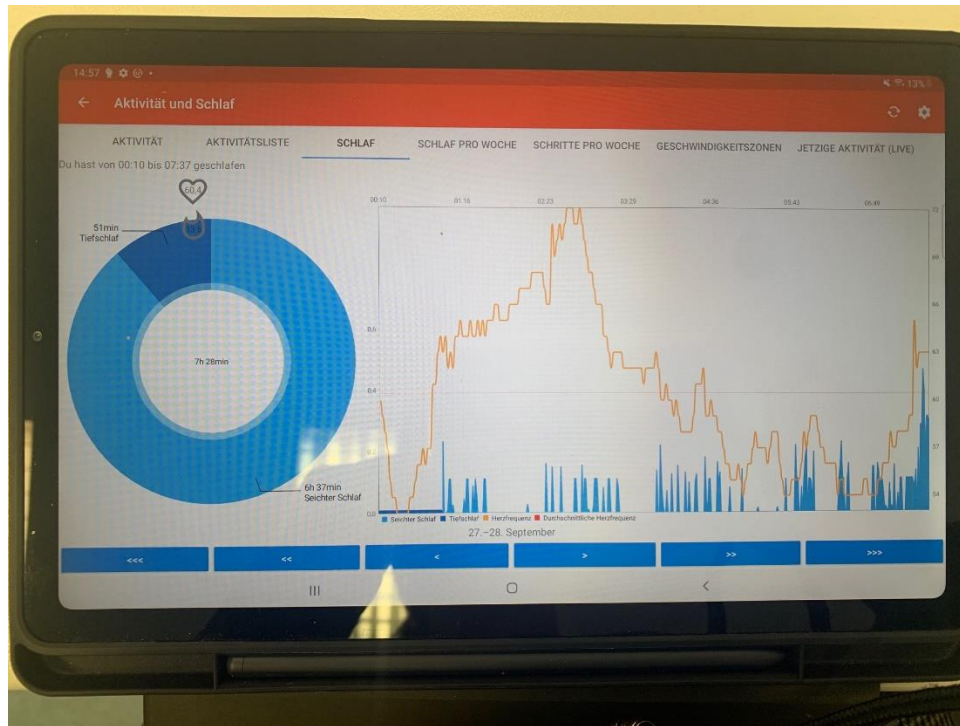 14:57
13%
Aktivität und Schlaf
AKTIVITÄT AKTIVITÄTSLISTE SCHLAF SCHLAF PRO WOCHE SCHRITTE PRO WOCHE GESCHWINDIGKEITSZONEN JETZIGE AKTIVITÄT (LIVE)
Du hast von 00:10 bis 07:37 geschlafen
60.4
51min
Tiefschlaf
7h 28min
6h 37min
Seichter Schlaf
00:10 01:16 02:23 03:29 04:36 05:43 06:49
72
69
66
63
60
57
54
0,6
0,4
0,0
Seichter Schlaf Tiefschlaf Herzfrequenz Durchschnittliche Herzfrequenz
27.–28. September
<<< << < > >> >>>